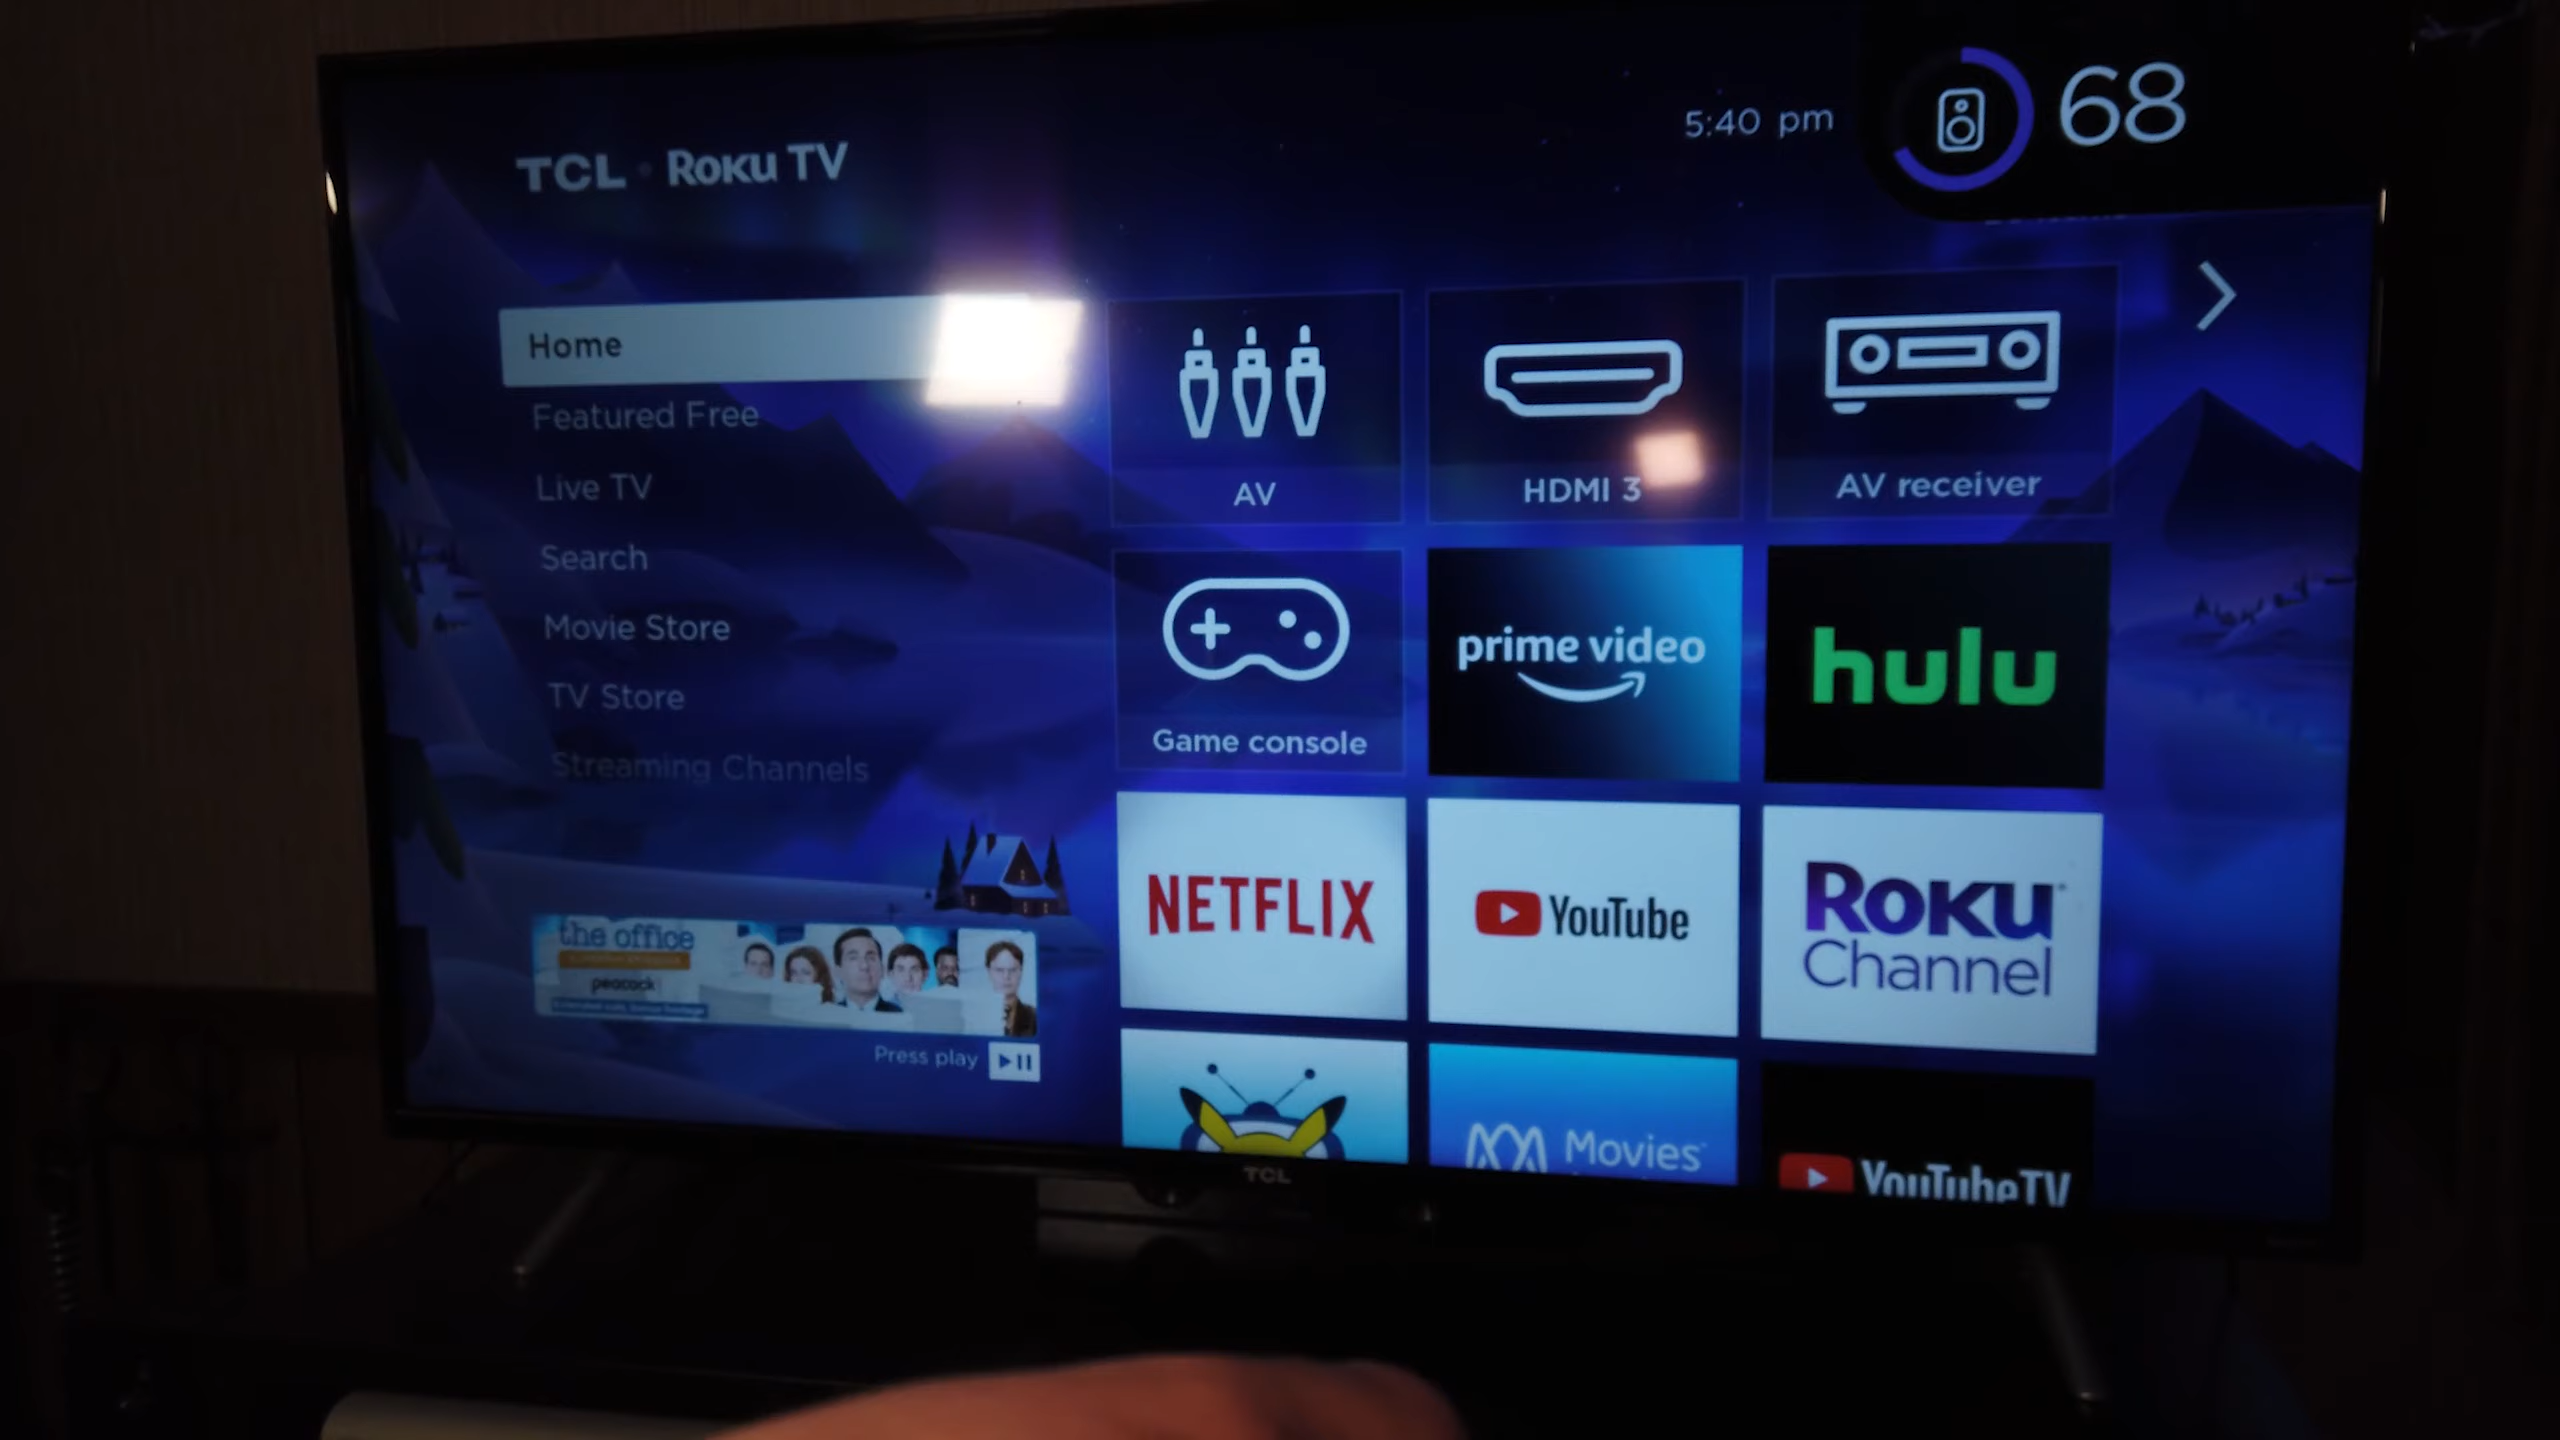 5:40 pm
68
TCL • Roku TV
Home
Featured Free
Live TV
Search
Movie Store
TV Store
Streaming Channels
the office
peacock
Press play
AV
HDMI 3
AV receiver
Game console
prime video
hulu
NETFLIX
YouTube
Roku
Channel
Movies
YouTubeTV
TCL